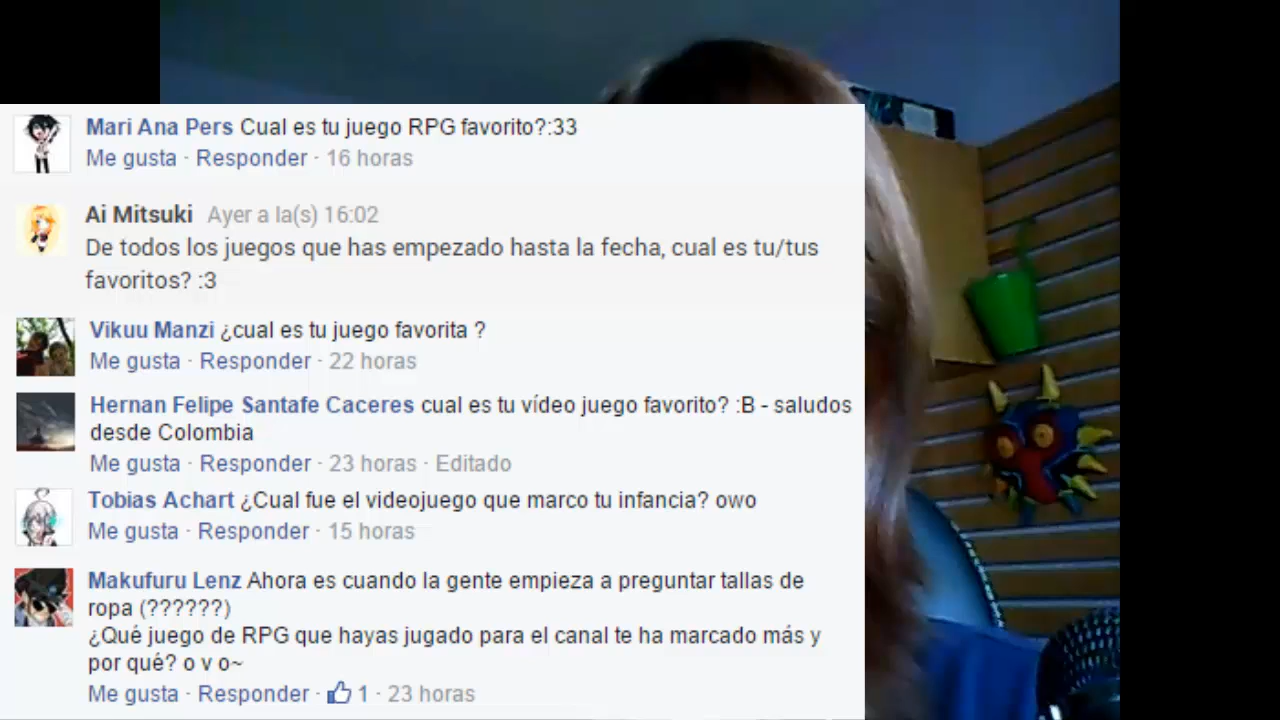 Mari Ana Pers Cual es tu juego RPG favorito?:33
Me gusta · Responder · 16 horas
Ai Mitsuki Ayer a la(s) 16:02
De todos los juegos que has empezado hasta la fecha, cual es tu/tus
favoritos? :3
Vikuu Manzi ¿cual es tu juego favorita ?
Me gusta · Responder · 22 horas
Hernan Felipe Santafe Caceres cual es tu vídeo juego favorito? :B - saludos
desde Colombia
Me gusta · Responder · 23 horas · Editado
Tobias Achart ¿Cual fue el videojuego que marco tu infancia? owo
Me gusta · Responder · 15 horas
Makufuru Lenz Ahora es cuando la gente empieza a preguntar tallas de
ropa (??????)
¿Qué juego de RPG que hayas jugado para el canal te ha marcado más y
por qué? o v o~
Me gusta · Responder · 1 · 23 horas